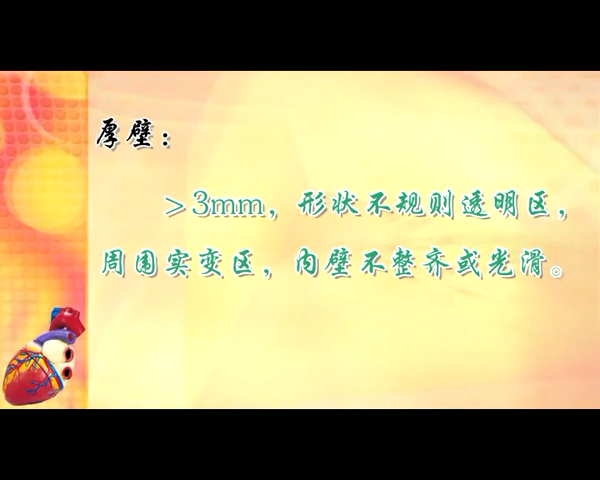 厚壁：
＞3mm，形状不规则透明区，
周围实变区，内壁不整齐或光滑。